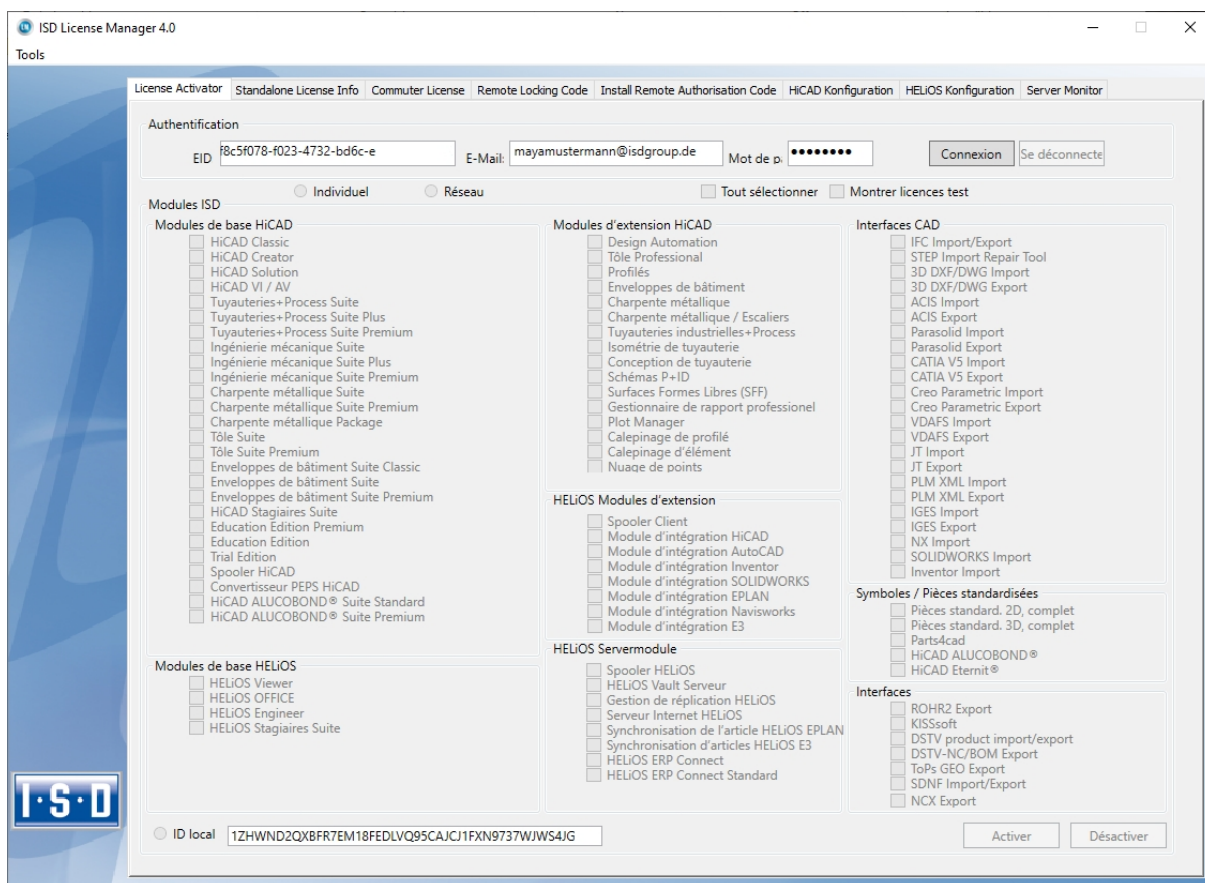 ISD License Manager 4.0
Tools
License Activator Standalone License Info Commuter License Remote Locking Code Install Remote Authorisation Code HiCAD Konfiguration HELiOS Konfiguration Server Monitor
Authentification
EID f8c5f078-f023-4732-bd6c-e E-Mail: mayamustermann@isdgroup.de Mot de p. •••••••• Connexion Se déconnecte
Individuel Réseau Tout sélectionner Montrer licences test
Modules ISD
Modules de base HiCAD
HiCAD Classic
HiCAD Creator
HiCAD Solution
HiCAD VI / AV
Tuyauteries+Process Suite
Tuyauteries+Process Suite Plus
Tuyauteries+Process Suite Premium
Ingénierie mécanique Suite
Ingénierie mécanique Suite Plus
Ingénierie mécanique Suite Premium
Charpente métallique Suite
Charpente métallique Suite Premium
Charpente métallique Package
Tôle Suite
Tôle Suite Premium
Enveloppes de bâtiment Suite Classic
Enveloppes de bâtiment Suite
Enveloppes de bâtiment Suite Premium
HiCAD Stagiaires Suite
Education Edition Premium
Education Edition
Trial Edition
Spooler HiCAD
Convertisseur PEPS HiCAD
HiCAD ALUCOBOND® Suite Standard
HiCAD ALUCOBOND® Suite Premium
Modules de base HELiOS
HELiOS Viewer
HELiOS OFFICE
HELiOS Engineer
HELiOS Stagiaires Suite
Modules d'extension HiCAD
Design Automation
Tôle Professional
Profilés
Enveloppes de bâtiment
Charpente métallique
Charpente métallique / Escaliers
Tuyauteries industrielles+Process
Isométrie de tuyauterie
Conception de tuyauterie
Schémas P+ID
Surfaces Formes Libres (SFF)
Gestionnaire de rapport professionel
Plot Manager
Calepinage de profilé
Calepinage d'élément
Nuage de points
HELiOS Modules d'extension
Spooler Client
Module d'intégration HiCAD
Module d'intégration AutoCAD
Module d'intégration Inventor
Module d'intégration SOLIDWORKS
Module d'intégration EPLAN
Module d'intégration Navisworks
Module d'intégration E3
HELiOS Servermodule
Spooler HELiOS
HELiOS Vault Serveur
Gestion de réplication HELiOS
Serveur Internet HELiOS
Synchronisation de l'article HELiOS EPLAN
Synchronisation d'articles HELiOS E3
HELiOS ERP Connect
HELiOS ERP Connect Standard
Interfaces CAD
IFC Import/Export
STEP Import Repair Tool
3D DXF/DWG Import
3D DXF/DWG Export
ACIS Import
ACIS Export
Parasolid Import
Parasolid Export
CATIA V5 Import
CATIA V5 Export
Creo Parametric Import
Creo Parametric Export
VDAFS Import
VDAFS Export
JT Import
JT Export
PLM XML Import
PLM XML Export
IGES Import
IGES Export
NX Import
SOLIDWORKS Import
Inventor Import
Symboles / Pièces standardisées
Pièces standard. 2D, complet
Pièces standard. 3D, complet
Parts4cad
HiCAD ALUCOBOND®
HiCAD Eternit®
Interfaces
ROHR2 Export
KISSsoft
DSTV product import/export
DSTV-NC/BOM Export
ToPs GEO Export
SDNF Import/Export
NCX Export
I·S·D
ID local 1ZHWND2QXBFR7EM18FEDLVQ95CAJCJ1FXN9737WJWS4JG Activer Désactiver